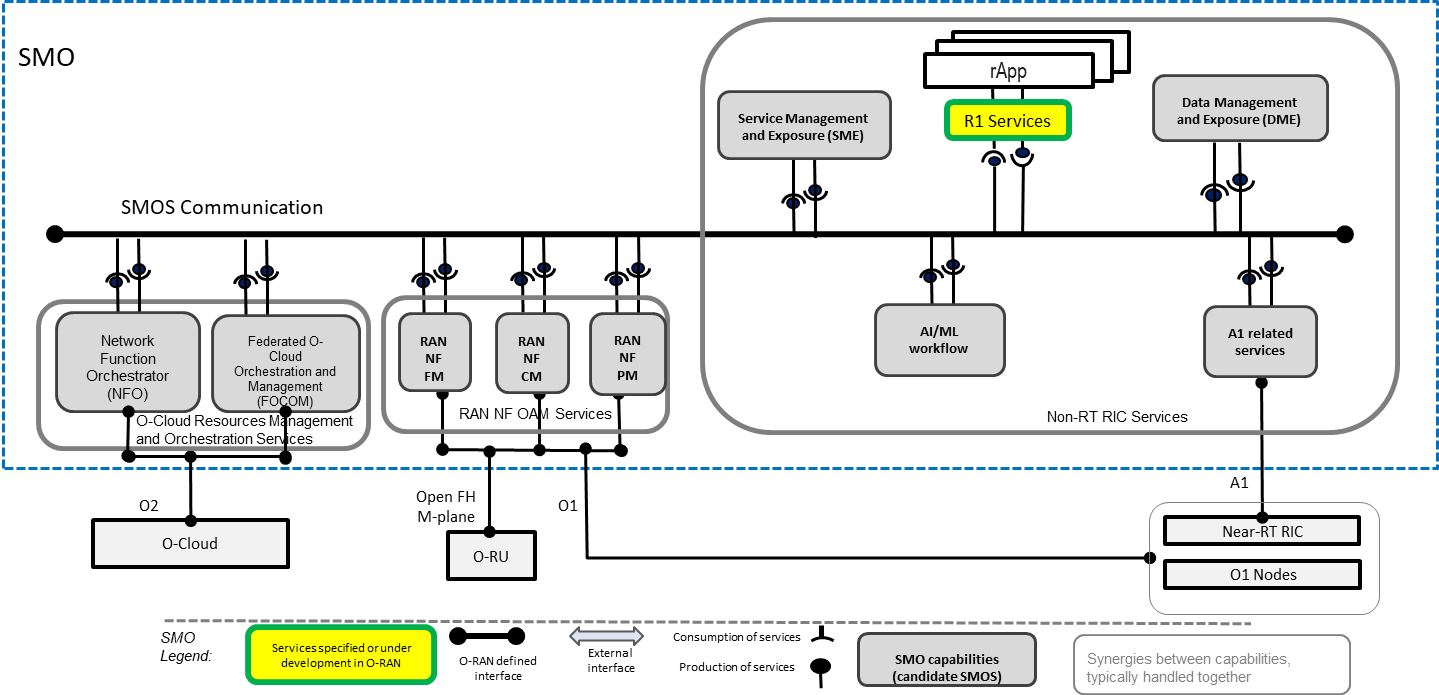 SMO
rApp
Service Management
and Exposure (SME)
R1 Services
Data Management
and Exposure (DME)
SMOS Communication
Network
Function
Orchestrator
(NFO)
Federated O-
Cloud
Orchestration and
Management
(FOCOM)
O-Cloud Resources Management
and Orchestration Services
RAN
NF
FM
RAN
NF
CM
RAN
NF
PM
RAN NF OAM Services
AI/ML
workflow
A1 related
services
Non-RT RIC Services
O2
O-Cloud
Open FH
M-plane
O-RU
O1
A1
Near-RT RIC
O1 Nodes
SMO
Legend:
Services specified or under
development in O-RAN
O-RAN defined
interface
External
interface
Consumption of services
Production of services
SMO capabilities
(candidate SMOS)
Synergies between capabilities,
typically handled together